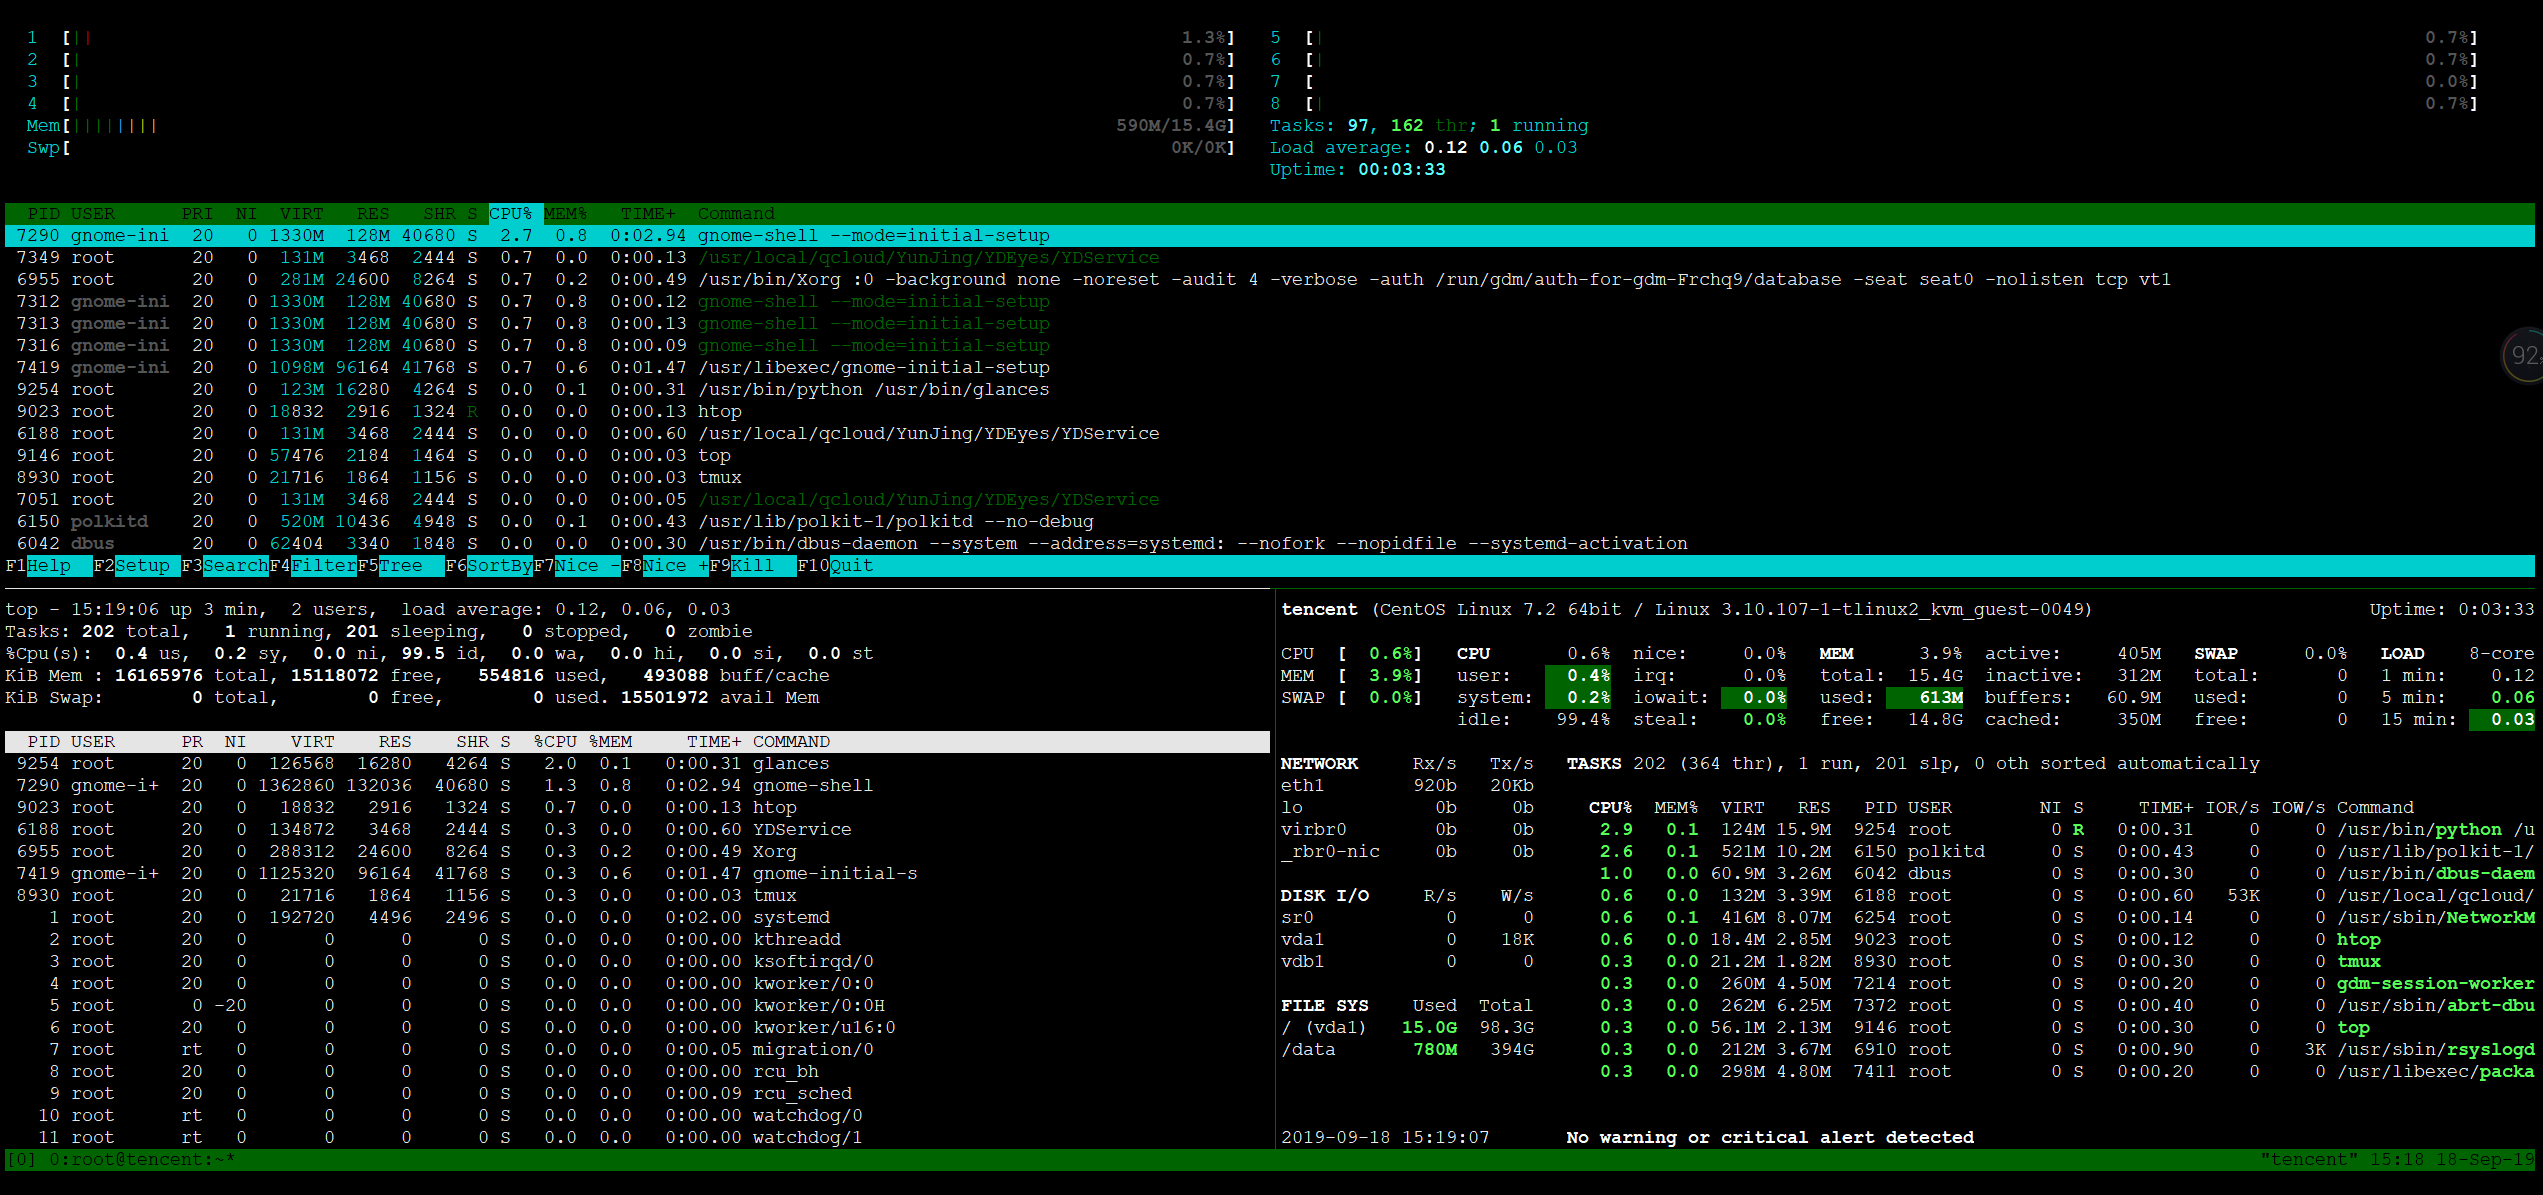 1 [|| 1.3%] 5 [| 0.7%]
2 [| 0.7%] 6 [| 0.7%]
3 [| 0.7%] 7 [ 0.0%]
4 [| 0.7%] 8 [| 0.7%]
Mem[|||||||| 590M/15.4G] Tasks: 97, 162 thr; 1 running
Swp[ 0K/0K] Load average: 0.12 0.06 0.03
Uptime: 00:03:33
PID USER PRI NI VIRT RES SHR S CPU% MEM% TIME+ Command
7290 gnome-ini 20 0 1330M 128M 40680 S 2.7 0.8 0:02.94 gnome-shell --mode=initial-setup
7349 root 20 0 131M 3468 2444 S 0.7 0.0 0:00.13 /usr/local/qcloud/YunJing/YDEyes/YDService
6955 root 20 0 281M 24600 8264 S 0.7 0.2 0:00.49 /usr/bin/Xorg :0 -background none -noreset -audit 4 -verbose -auth /run/gdm/auth-for-gdm-Frchq9/database -seat seat0 -nolisten tcp vt1
7312 gnome-ini 20 0 1330M 128M 40680 S 0.7 0.8 0:00.12 gnome-shell --mode=initial-setup
7313 gnome-ini 20 0 1330M 128M 40680 S 0.7 0.8 0:00.13 gnome-shell --mode=initial-setup
7316 gnome-ini 20 0 1330M 128M 40680 S 0.7 0.8 0:00.09 gnome-shell --mode=initial-setup
7419 gnome-ini 20 0 1098M 96164 41768 S 0.7 0.6 0:01.47 /usr/libexec/gnome-initial-setup
9254 root 20 0 123M 16280 4264 S 0.0 0.1 0:00.31 /usr/bin/python /usr/bin/glances
9023 root 20 0 18832 2916 1324 R 0.0 0.0 0:00.13 htop
6188 root 20 0 131M 3468 2444 S 0.0 0.0 0:00.60 /usr/local/qcloud/YunJing/YDEyes/YDService
9146 root 20 0 57476 2184 1464 S 0.0 0.0 0:00.03 top
8930 root 20 0 21716 1864 1156 S 0.0 0.0 0:00.03 tmux
7051 root 20 0 131M 3468 2444 S 0.0 0.0 0:00.05 /usr/local/qcloud/YunJing/YDEyes/YDService
6150 polkitd 20 0 520M 10436 4948 S 0.0 0.1 0:00.43 /usr/lib/polkit-1/polkitd --no-debug
6042 dbus 20 0 62404 3340 1848 S 0.0 0.0 0:00.30 /usr/bin/dbus-daemon --system --address=systemd: --nofork --nopidfile --systemd-activation
F1Help F2Setup F3SearchF4FilterF5Tree F6SortByF7Nice -F8Nice +F9Kill F10Quit
92%
top - 15:19:06 up 3 min, 2 users, load average: 0.12, 0.06, 0.03
Tasks: 202 total, 1 running, 201 sleeping, 0 stopped, 0 zombie
%Cpu(s): 0.4 us, 0.2 sy, 0.0 ni, 99.5 id, 0.0 wa, 0.0 hi, 0.0 si, 0.0 st
KiB Mem : 16165976 total, 15118072 free, 554816 used, 493088 buff/cache
KiB Swap: 0 total, 0 free, 0 used. 15501972 avail Mem
PID USER PR NI VIRT RES SHR S %CPU %MEM TIME+ COMMAND
9254 root 20 0 126568 16280 4264 S 2.0 0.1 0:00.31 glances
7290 gnome-i+ 20 0 1362860 132036 40680 S 1.3 0.8 0:02.94 gnome-shell
9023 root 20 0 18832 2916 1324 S 0.7 0.0 0:00.13 htop
6188 root 20 0 134872 3468 2444 S 0.3 0.0 0:00.60 YDService
6955 root 20 0 288312 24600 8264 S 0.3 0.2 0:00.49 Xorg
7419 gnome-i+ 20 0 1125320 96164 41768 S 0.3 0.6 0:01.47 gnome-initial-s
8930 root 20 0 21716 1864 1156 S 0.3 0.0 0:00.03 tmux
1 root 20 0 192720 4496 2496 S 0.0 0.0 0:02.00 systemd
2 root 20 0 0 0 0 S 0.0 0.0 0:00.00 kthreadd
3 root 20 0 0 0 0 S 0.0 0.0 0:00.00 ksoftirqd/0
4 root 20 0 0 0 0 S 0.0 0.0 0:00.00 kworker/0:0
5 root 0 -20 0 0 0 S 0.0 0.0 0:00.00 kworker/0:0H
6 root 20 0 0 0 0 S 0.0 0.0 0:00.00 kworker/u16:0
7 root rt 0 0 0 0 S 0.0 0.0 0:00.05 migration/0
8 root 20 0 0 0 0 S 0.0 0.0 0:00.00 rcu_bh
9 root 20 0 0 0 0 S 0.0 0.0 0:00.09 rcu_sched
10 root rt 0 0 0 0 S 0.0 0.0 0:00.00 watchdog/0
11 root rt 0 0 0 0 S 0.0 0.0 0:00.00 watchdog/1
tencent (CentOS Linux 7.2 64bit / Linux 3.10.107-1-tlinux2_kvm_guest-0049) Uptime: 0:03:33
CPU [ 0.6%] CPU 0.6% nice: 0.0% MEM 3.9% active: 405M SWAP 0.0% LOAD 8-core
MEM [ 3.9%] user: 0.4% irq: 0.0% total: 15.4G inactive: 312M total: 0 1 min: 0.12
SWAP [ 0.0%] system: 0.2% iowait: 0.0% used: 613M buffers: 60.9M used: 0 5 min: 0.06
idle: 99.4% steal: 0.0% free: 14.8G cached: 350M free: 0 15 min: 0.03
NETWORK Rx/s Tx/s TASKS 202 (364 thr), 1 run, 201 slp, 0 oth sorted automatically
eth1 920b 20Kb
lo 0b 0b CPU% MEM% VIRT RES PID USER NI S TIME+ IOR/s IOW/s Command
virbr0 0b 0b 2.9 0.1 124M 15.9M 9254 root 0 R 0:00.31 0 0 /usr/bin/python /u
_rbr0-nic 0b 0b 2.6 0.1 521M 10.2M 6150 polkitd 0 S 0:00.43 0 0 /usr/lib/polkit-1/
1.0 0.0 60.9M 3.26M 6042 dbus 0 S 0:00.30 0 0 /usr/bin/dbus-daem
DISK I/O R/s W/s 0.6 0.0 132M 3.39M 6188 root 0 S 0:00.60 53K 0 /usr/local/qcloud/
sr0 0 0 0.6 0.1 416M 8.07M 6254 root 0 S 0:00.14 0 0 /usr/sbin/NetworkM
vda1 0 18K 0.6 0.0 18.4M 2.85M 9023 root 0 S 0:00.12 0 0 htop
vdb1 0 0 0.3 0.0 21.2M 1.82M 8930 root 0 S 0:00.30 0 0 tmux
0.3 0.0 260M 4.50M 7214 root 0 S 0:00.20 0 0 gdm-session-worker
FILE SYS Used Total 0.3 0.0 262M 6.25M 7372 root 0 S 0:00.40 0 0 /usr/sbin/abrt-dbu
/ (vda1) 15.0G 98.3G 0.3 0.0 56.1M 2.13M 9146 root 0 S 0:00.30 0 0 top
/data 780M 394G 0.3 0.0 212M 3.67M 6910 root 0 S 0:00.90 0 3K /usr/sbin/rsyslogd
0.3 0.0 298M 4.80M 7411 root 0 S 0:00.20 0 0 /usr/libexec/packa
2019-09-18 15:19:07 No warning or critical alert detected
[0] 0:root@tencent:~* "tencent" 15:18 18-Sep-19